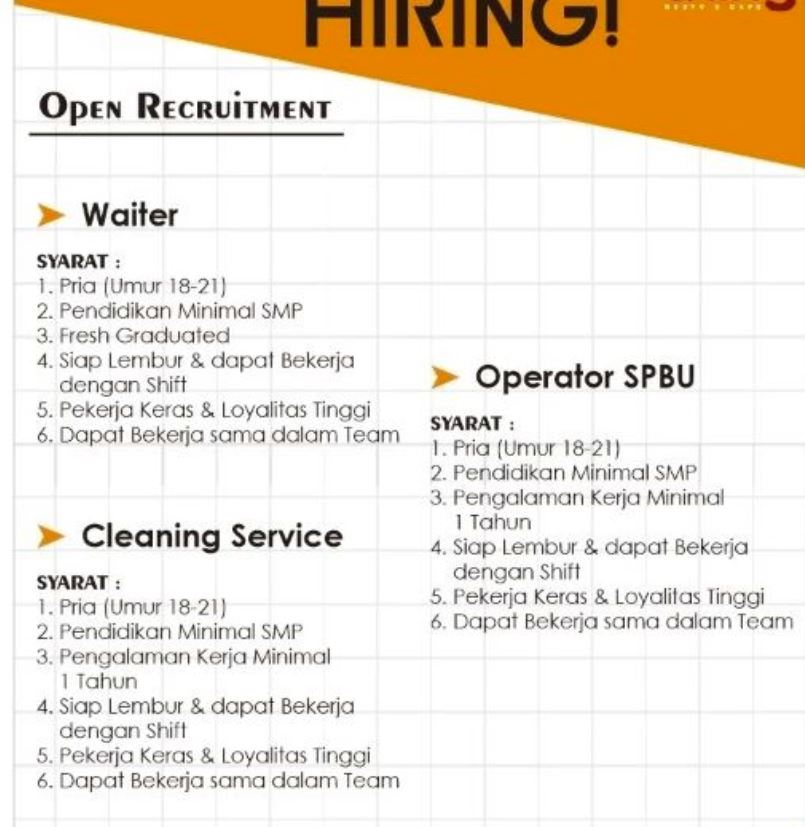 HIRING!
RESTO & CAFE
Open Recruitment
Waiter
SYARAT :
1. Pria (Umur 18-21)
2. Pendidikan Minimal SMP
3. Fresh Graduated
4. Siap Lembur & dapat Bekerja
dengan Shift
5. Pekerja Keras & Loyalitas Tinggi
6. Dapat Bekerja sama dalam Team
Cleaning Service
SYARAT :
1. Pria (Umur 18-21)
2. Pendidikan Minimal SMP
3. Pengalaman Kerja Minimal
1 Tahun
4. Siap Lembur & dapat Bekerja
dengan Shift
5. Pekerja Keras & Loyalitas Tinggi
6. Dapat Bekerja sama dalam Team
Operator SPBU
SYARAT :
1. Pria (Umur 18-21)
2. Pendidikan Minimal SMP
3. Pengalaman Kerja Minimal
1 Tahun
4. Siap Lembur & dapat Bekerja
dengan Shift
5. Pekerja Keras & Loyalitas Tinggi
6. Dapat Bekerja sama dalam Team